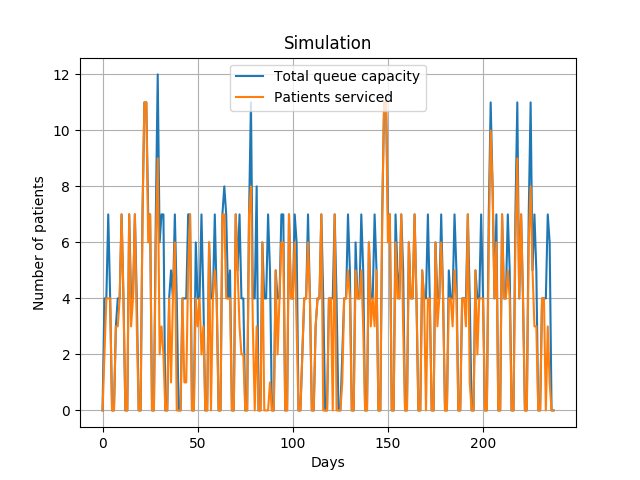 Simulation
Total queue capacity
Patients serviced
12
10
8
6
4
2
0
Number of patients
0 50 100 150 200
Days